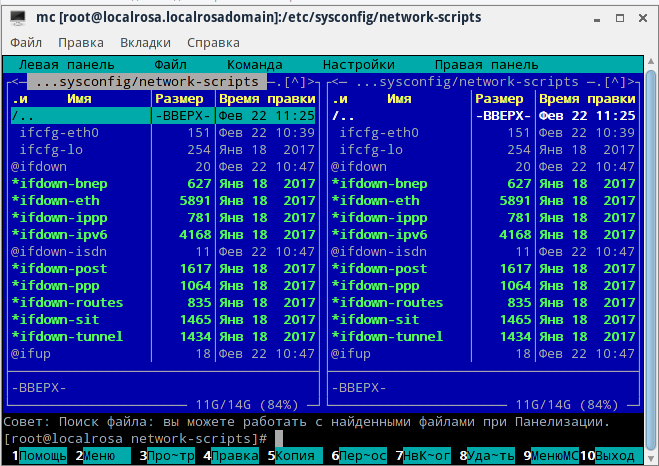 mc [root@localrosa.localrosadomain]:/etc/sysconfig/network-scripts
Файл Правка Вкладки Справка
Левая панель Файл Команда Настройки Правая панель
<— ...sysconfig/network-scripts —.[^]> <— ...sysconfig/network-scripts —.[^]>
.и Имя Размер Время правки .и Имя Размер Время правки
/.. -ВВЕРХ- Фев 22 11:25 /.. -ВВЕРХ- Фев 22 11:25
ifcfg-eth0 151 Фев 22 10:39 ifcfg-eth0 151 Фев 22 10:39
ifcfg-lo 254 Янв 18 2017 ifcfg-lo 254 Янв 18 2017
@ifdown 20 Фев 22 10:47 @ifdown 20 Фев 22 10:47
*ifdown-bnep 627 Янв 18 2017 *ifdown-bnep 627 Янв 18 2017
*ifdown-eth 5891 Янв 18 2017 *ifdown-eth 5891 Янв 18 2017
*ifdown-ippp 781 Янв 18 2017 *ifdown-ippp 781 Янв 18 2017
*ifdown-ipv6 4168 Янв 18 2017 *ifdown-ipv6 4168 Янв 18 2017
@ifdown-isdn 11 Фев 22 10:47 @ifdown-isdn 11 Фев 22 10:47
*ifdown-post 1617 Янв 18 2017 *ifdown-post 1617 Янв 18 2017
*ifdown-ppp 1064 Янв 18 2017 *ifdown-ppp 1064 Янв 18 2017
*ifdown-routes 835 Янв 18 2017 *ifdown-routes 835 Янв 18 2017
*ifdown-sit 1465 Янв 18 2017 *ifdown-sit 1465 Янв 18 2017
*ifdown-tunnel 1434 Янв 18 2017 *ifdown-tunnel 1434 Янв 18 2017
@ifup 18 Фев 22 10:47 @ifup 18 Фев 22 10:47
-ВВЕРХ- -ВВЕРХ-
11G/14G (84%) 11G/14G (84%)
Совет: Поиск файла: вы можете работать с найденными файлами при Панелизации.
[root@localrosa network-scripts]#
1Помощь 2Меню 3Про~тр 4Правка 5Копия 6Пер~ос 7НвК~ог 8Уда~ть 9МенюMC 10Выход